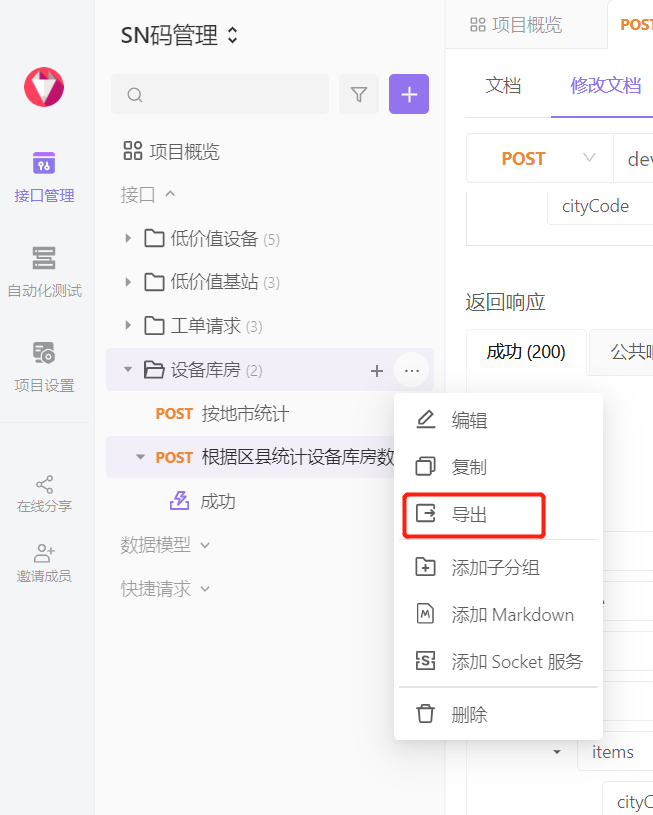 SN码管理
项目概览
接口
低价值设备 (5)
低价值基站 (3)
工单请求 (3)
设备库房 (2)
POST 按地市统计
POST 根据区县统计设备库房数
成功
数据模型
快捷请求
接口管理
自动化测试
项目设置
在线分享
邀请成员
编辑
复制
导出
添加子分组
添加 Markdown
添加 Socket 服务
删除
项目概览
POST
文档
修改文档
POST
dev
cityCode
返回响应
成功 (200)
公共响
items
cityC